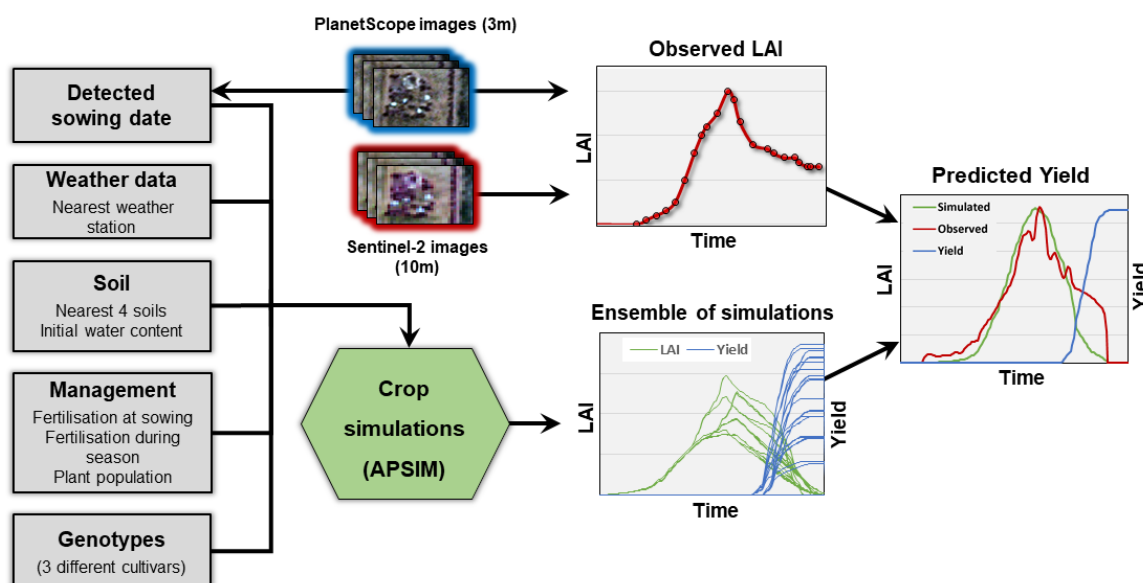 PlanetScope images (3m)
Detected
sowing date
Weather data
Nearest weather
station
Soil
Nearest 4 soils
Initial water content
Management
Fertilisation at sowing
Fertilisation during
season
Plant population
Genotypes
(3 different cultivars)
Sentinel-2 images
(10m)
Crop
simulations
(APSIM)
Observed LAI
LAI
Time
Ensemble of simulations
LAI
Yield
LAI
Yield
Time
Predicted Yield
Simulated
Observed
Yield
LAI
Yield
Time